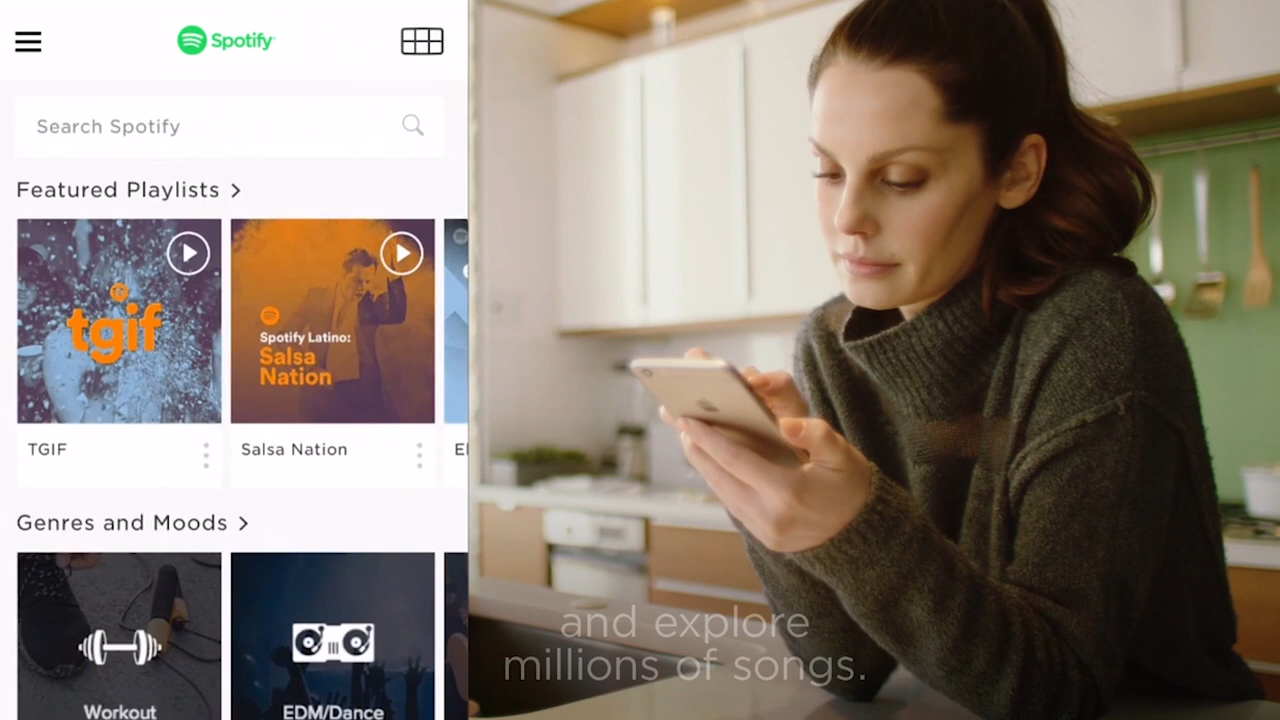 Spotify
Search Spotify
Featured Playlists >
tgif
Spotify Latino:
Salsa
Nation
TGIF
Salsa Nation
Genres and Moods >
Workout
EDM/Dance
and explore
millions of songs.